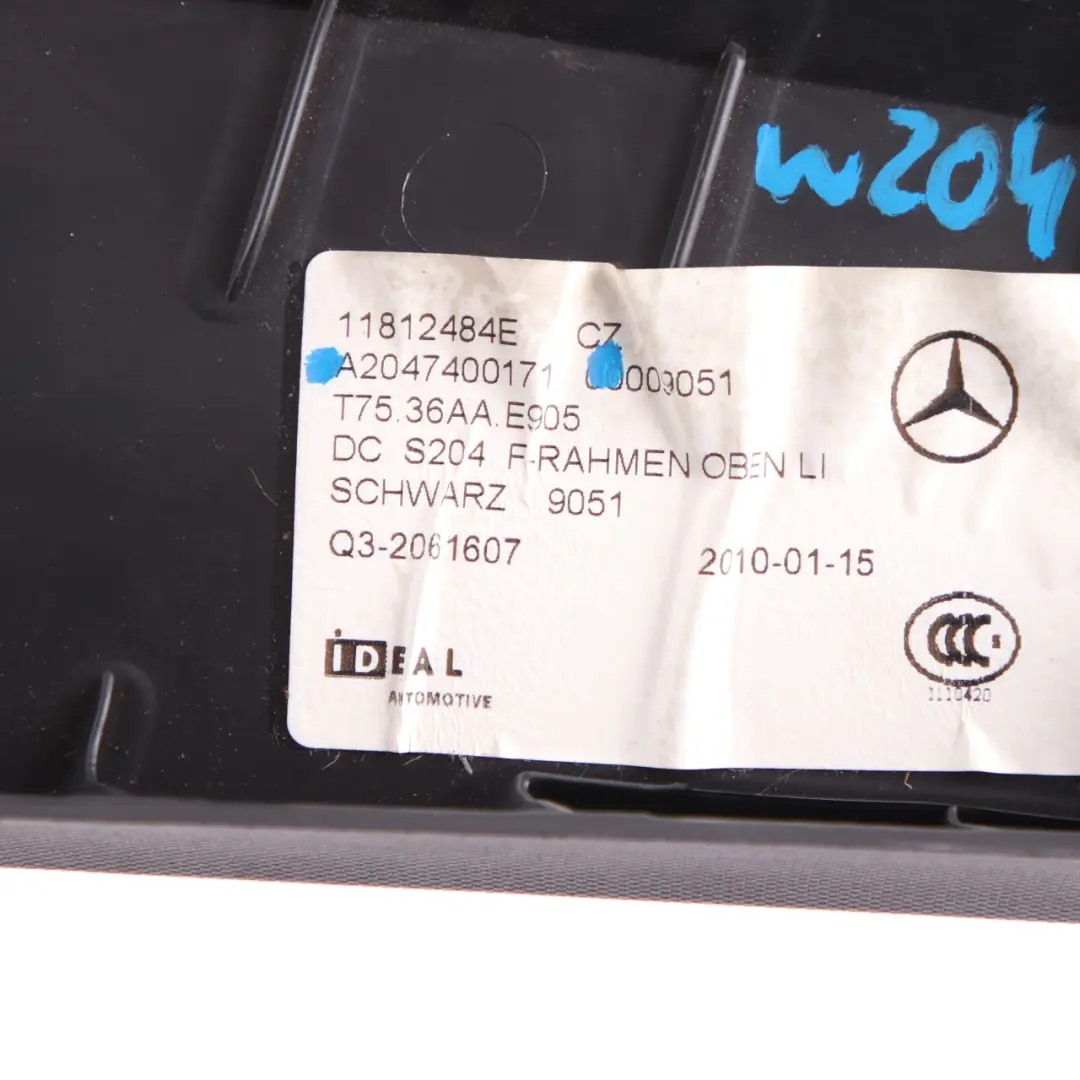 w204
11812484E CZ
A2047400171 00009051
T75.36AA.E905
DC S204 F-RAHMEN OBEN LI
SCHWARZ 9051
Q3-2061607 2010-01-15
iDEAL
AUTOMOTIVE
CCC S
1110420